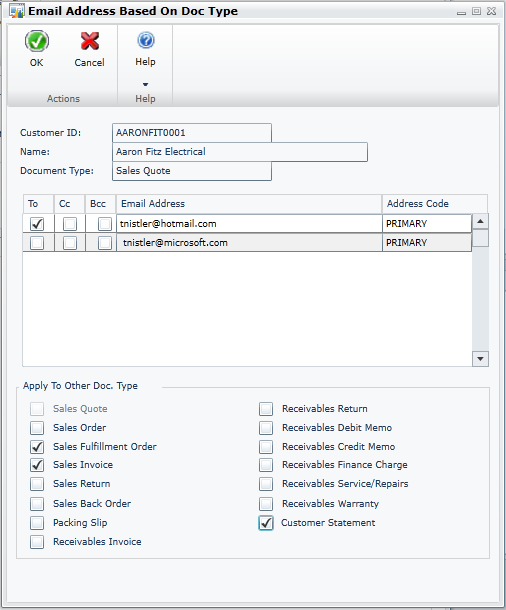 Email Address Based On Doc Type
OK Cancel Help
Actions Help
Customer ID: AARONFIT0001
Name: Aaron Fitz Electrical
Document Type: Sales Quote
To Cc Bcc Email Address Address Code
tnistler@hotmail.com PRIMARY
tnistler@microsoft.com PRIMARY
Apply To Other Doc. Type
Sales Quote Receivables Return
Sales Order Receivables Debit Memo
Sales Fulfillment Order Receivables Credit Memo
Sales Invoice Receivables Finance Charge
Sales Return Receivables Service/Repairs
Sales Back Order Receivables Warranty
Packing Slip Customer Statement
Receivables Invoice